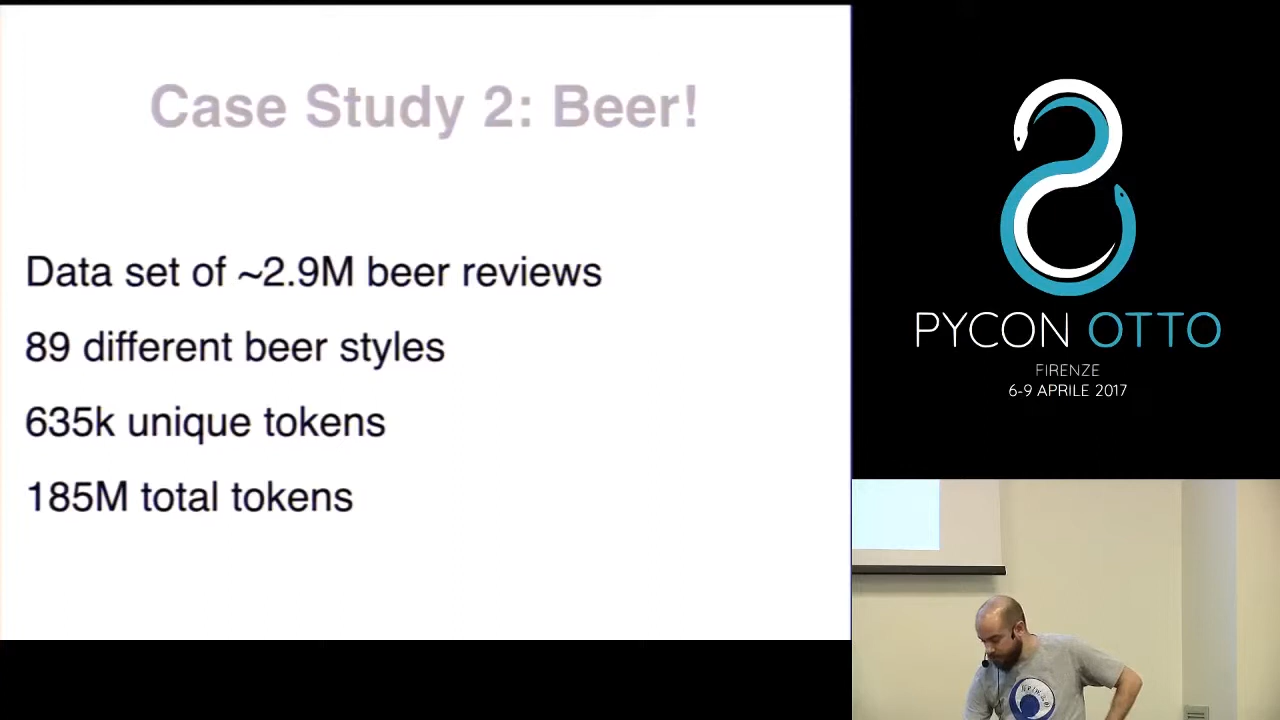 Case Study 2: Beer!
Data set of ~2.9M beer reviews
89 different beer styles
635k unique tokens
185M total tokens
PYCON OTTO
FIRENZE
6-9 APRILE 2017